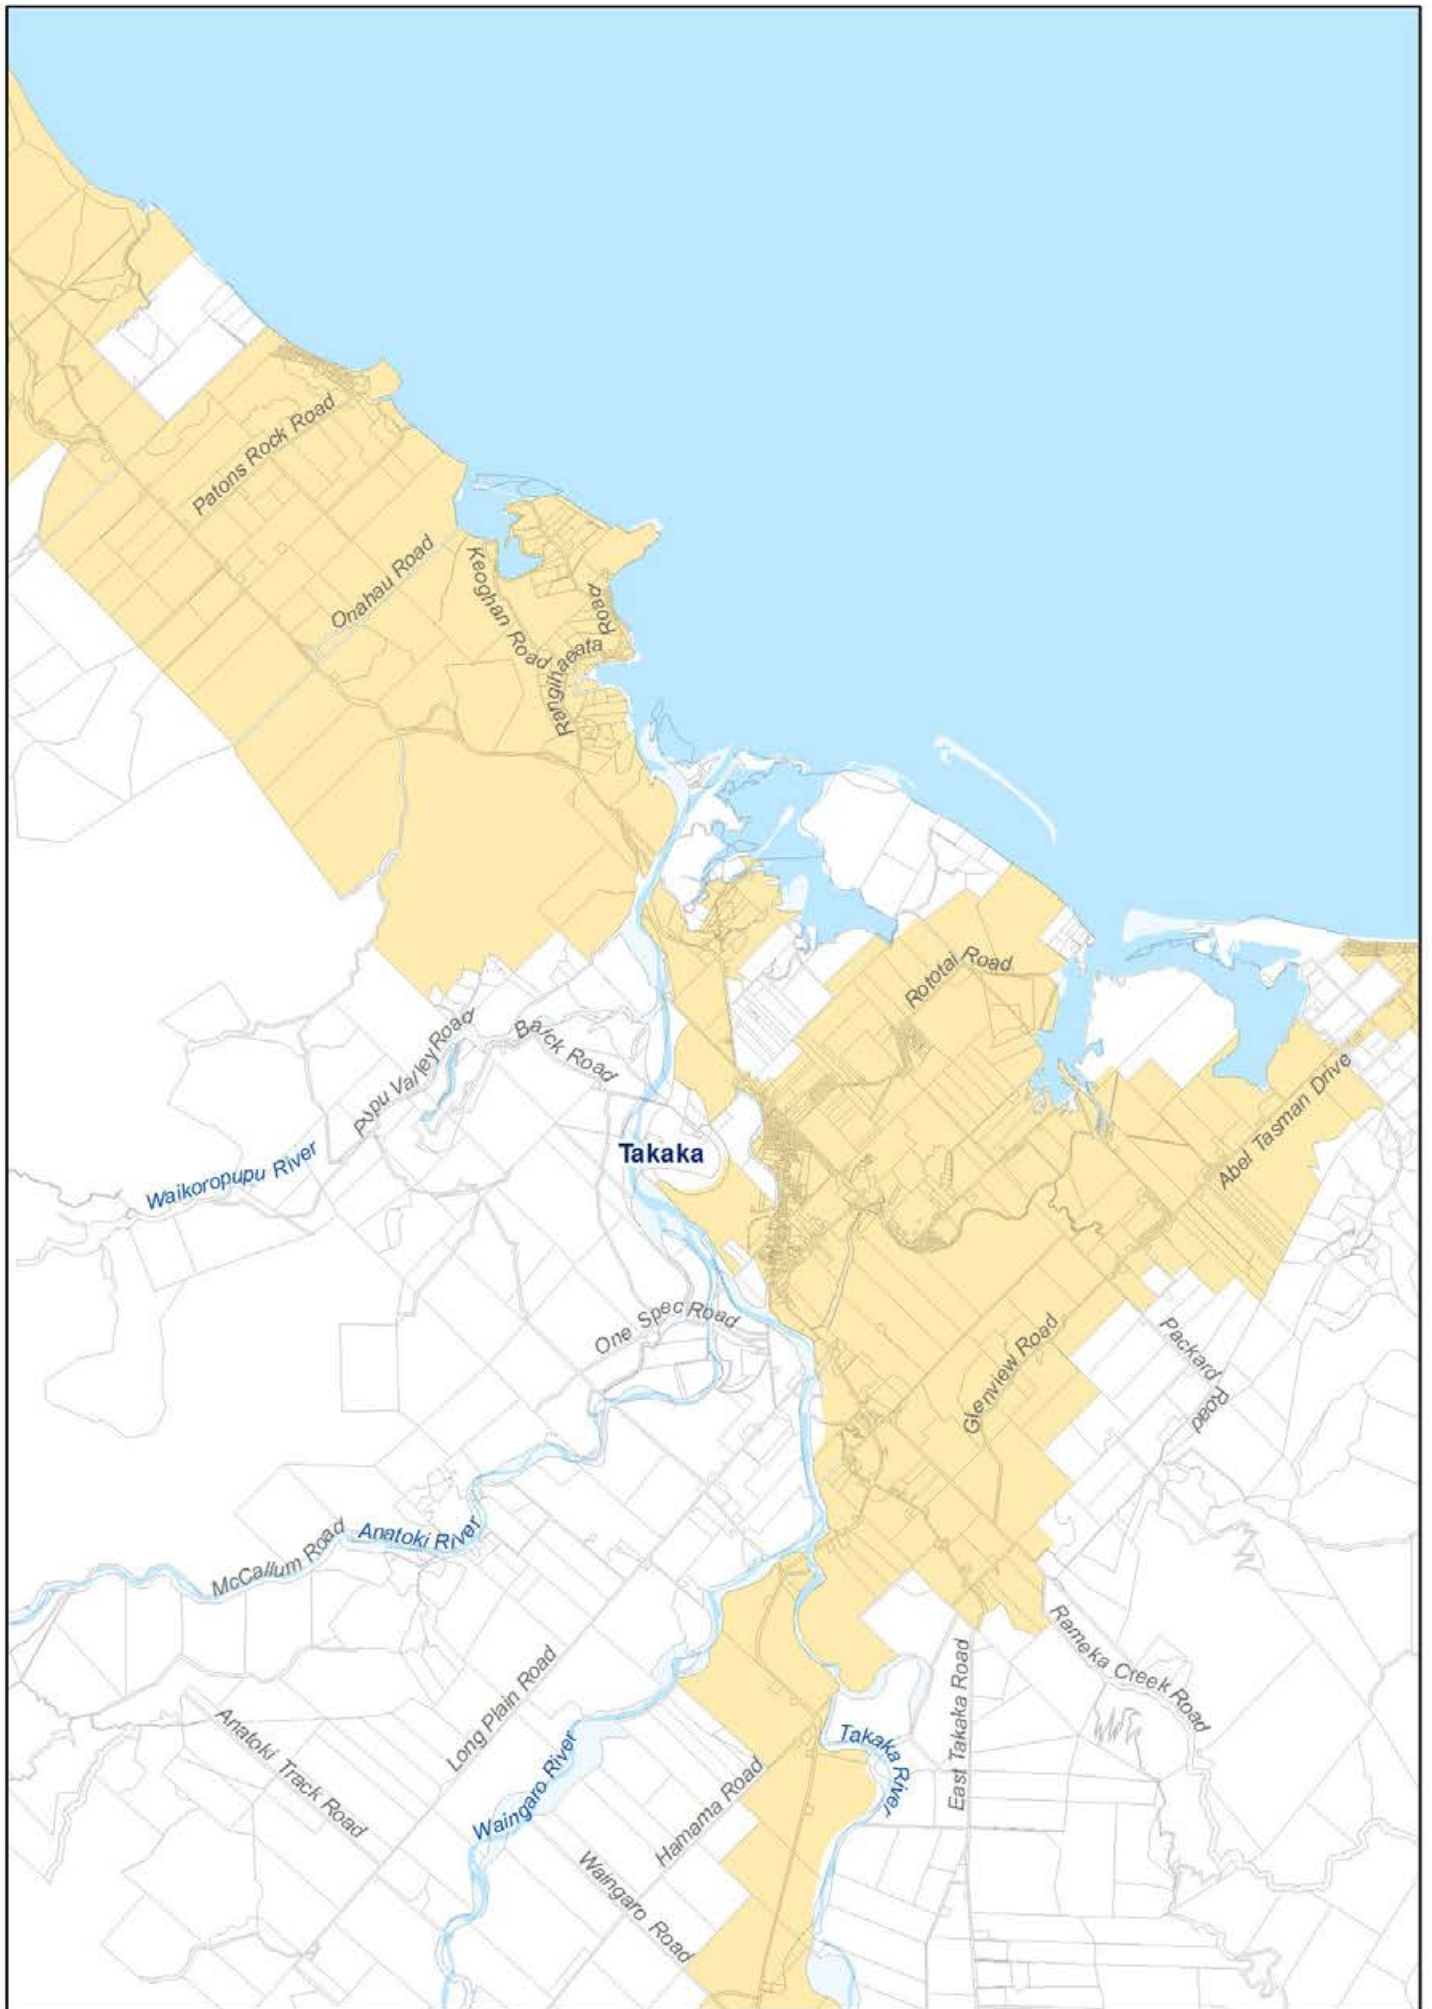 Patons Rock Road
Onahau Road
Keoghan Road
Rangihaeata Road
Rototai Road
Pupu Valley Road
Back Road
Abel Tasman Drive
Takaka
Waikoropupu River
One Spec Road
Glenview Road
Packard Road
McCallum Road
Anatoki River
Rameka Creek Road
Long Plain Road
East Takaka Road
Anatoki Track Road
Waingaro River
Takaka River
Hamama Road
Waingaro Road